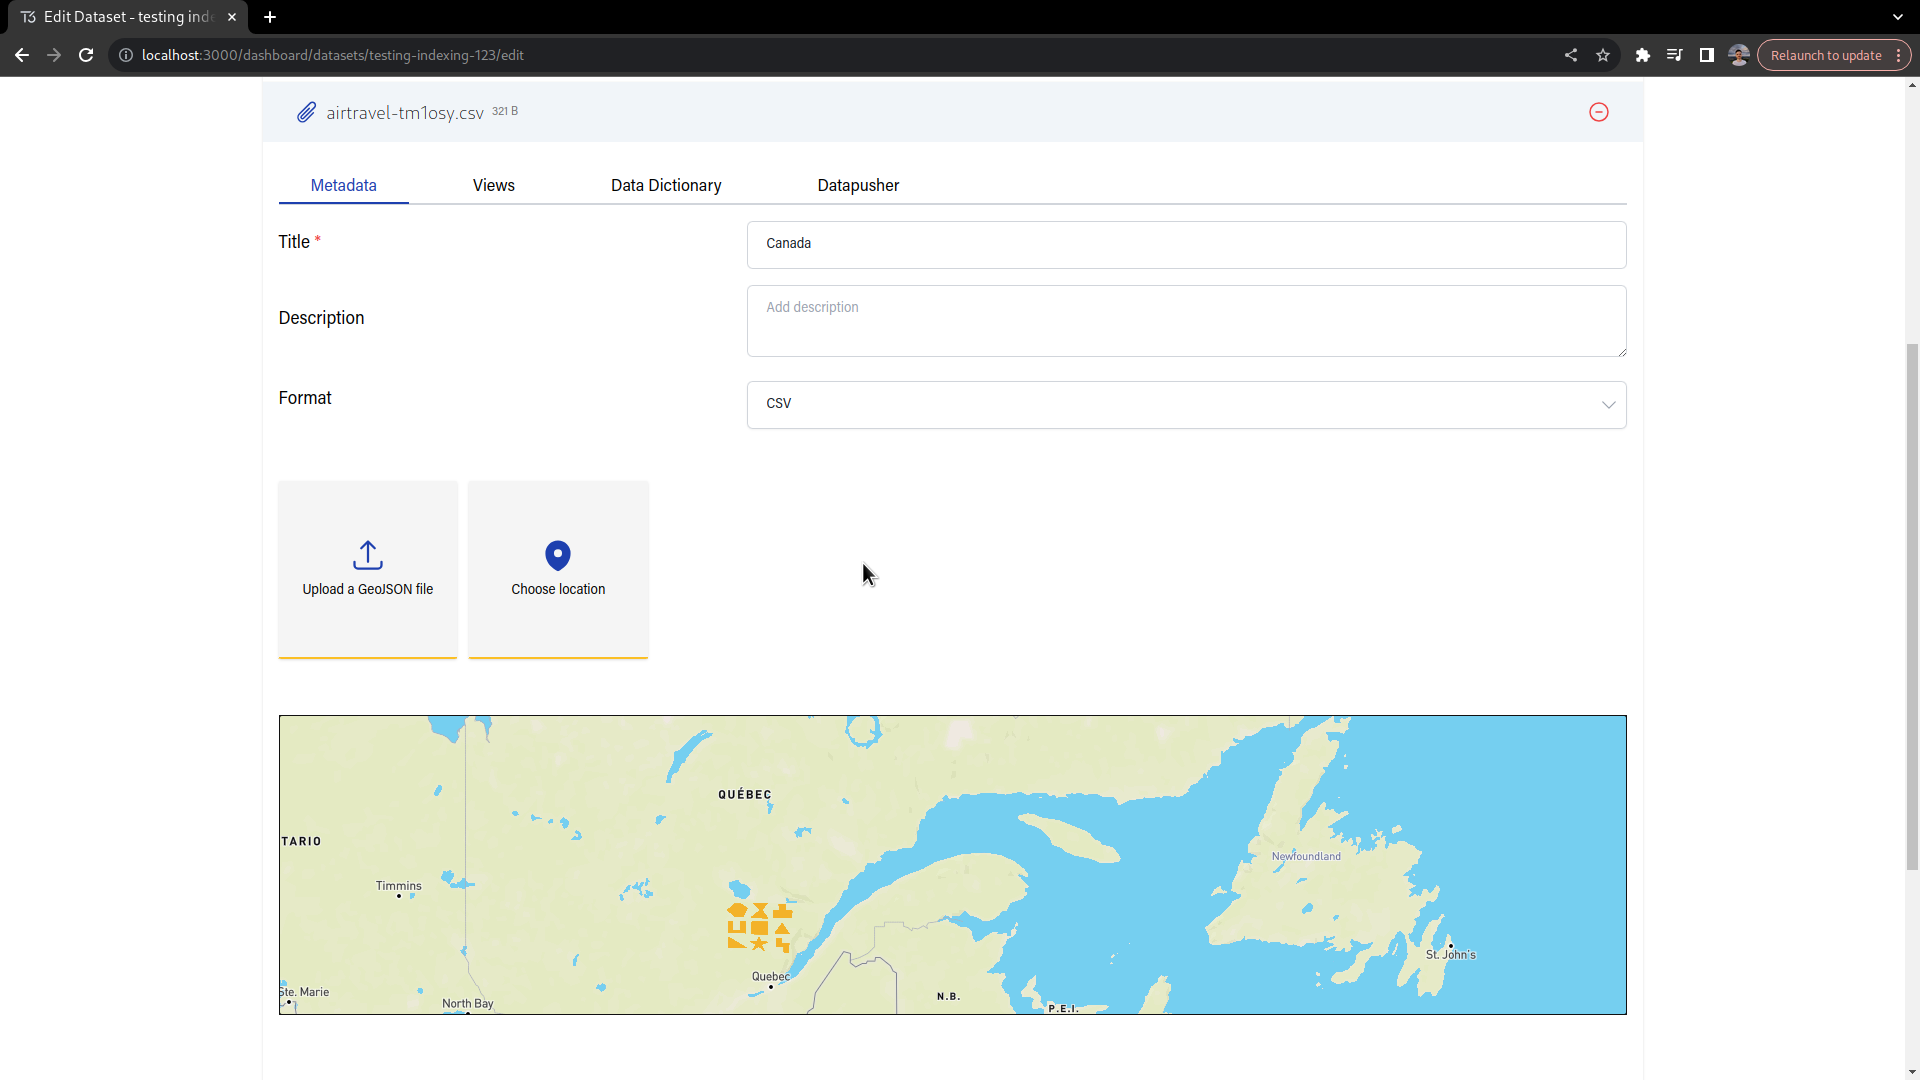 Edit Dataset - testing ind
localhost:3000/dashboard/datasets/testing-indexing-123/edit
Relaunch to update
airtravel-tm1osy.csv 321 B
Metadata Views Data Dictionary Datapusher
Title * Canada
Description Add description
Format CSV
Upload a GeoJSON file Choose location
QUÉBEC
TARIO
Newfoundland
Timmins
St. John's
Quebec
Ste. Marie
N.B.
North Bay
P.E.I.